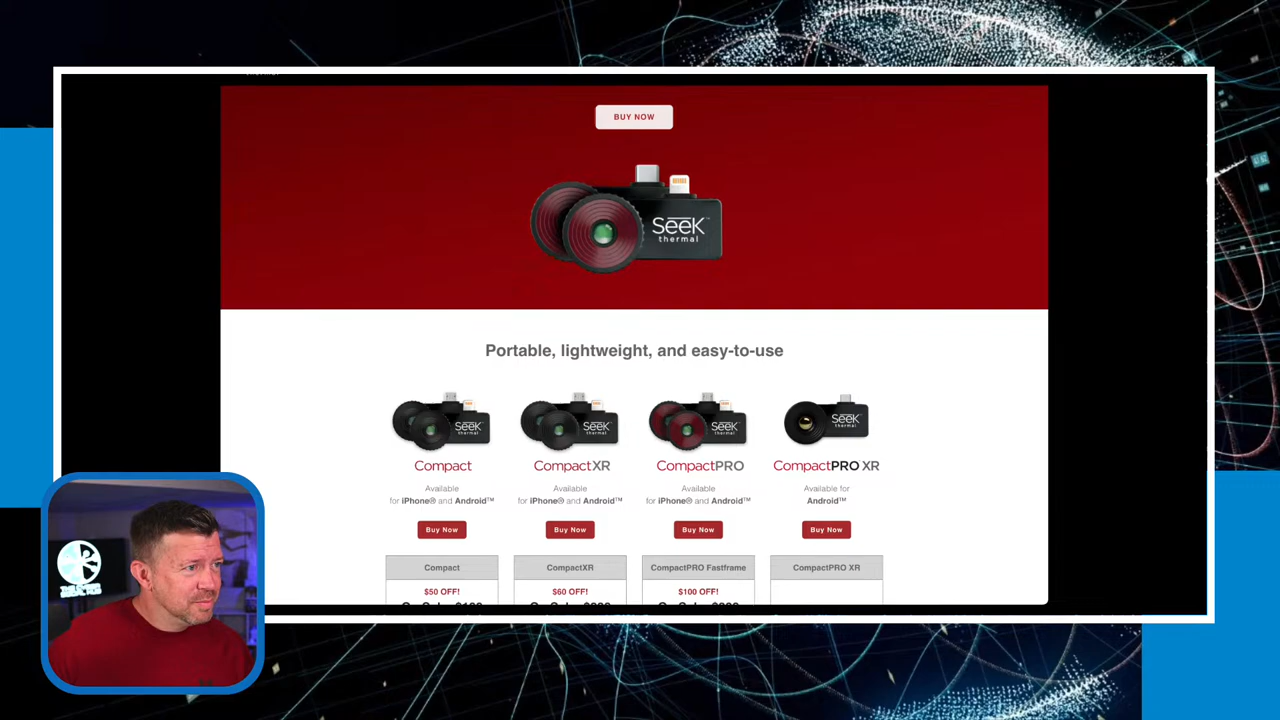 BUY NOW
Seek
thermal
Portable, lightweight, and easy-to-use
Seek
thermal
Seek
thermal
Seek
thermal
Seek
thermal
Compact
CompactXR
CompactPRO
CompactPRO XR
Available
for iPhone® and Android™
Available
for iPhone® and Android™
Available
for iPhone® and Android™
Available for
Android™
Buy Now
Buy Now
Buy Now
Buy Now
Compact
CompactXR
CompactPRO Fastframe
CompactPRO XR
$50 OFF!
$60 OFF!
$100 OFF!